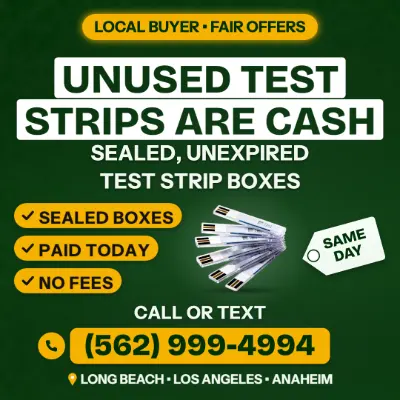 LOCAL BUYER • FAIR OFFERS
UNUSED TEST
STRIPS ARE CASH
SEALED, UNEXPIRED
TEST STRIP BOXES
SEALED BOXES
PAID TODAY
NO FEES
SAME
DAY
CALL OR TEXT
(562) 999-4994
LONG BEACH • LOS ANGELES • ANAHEIM